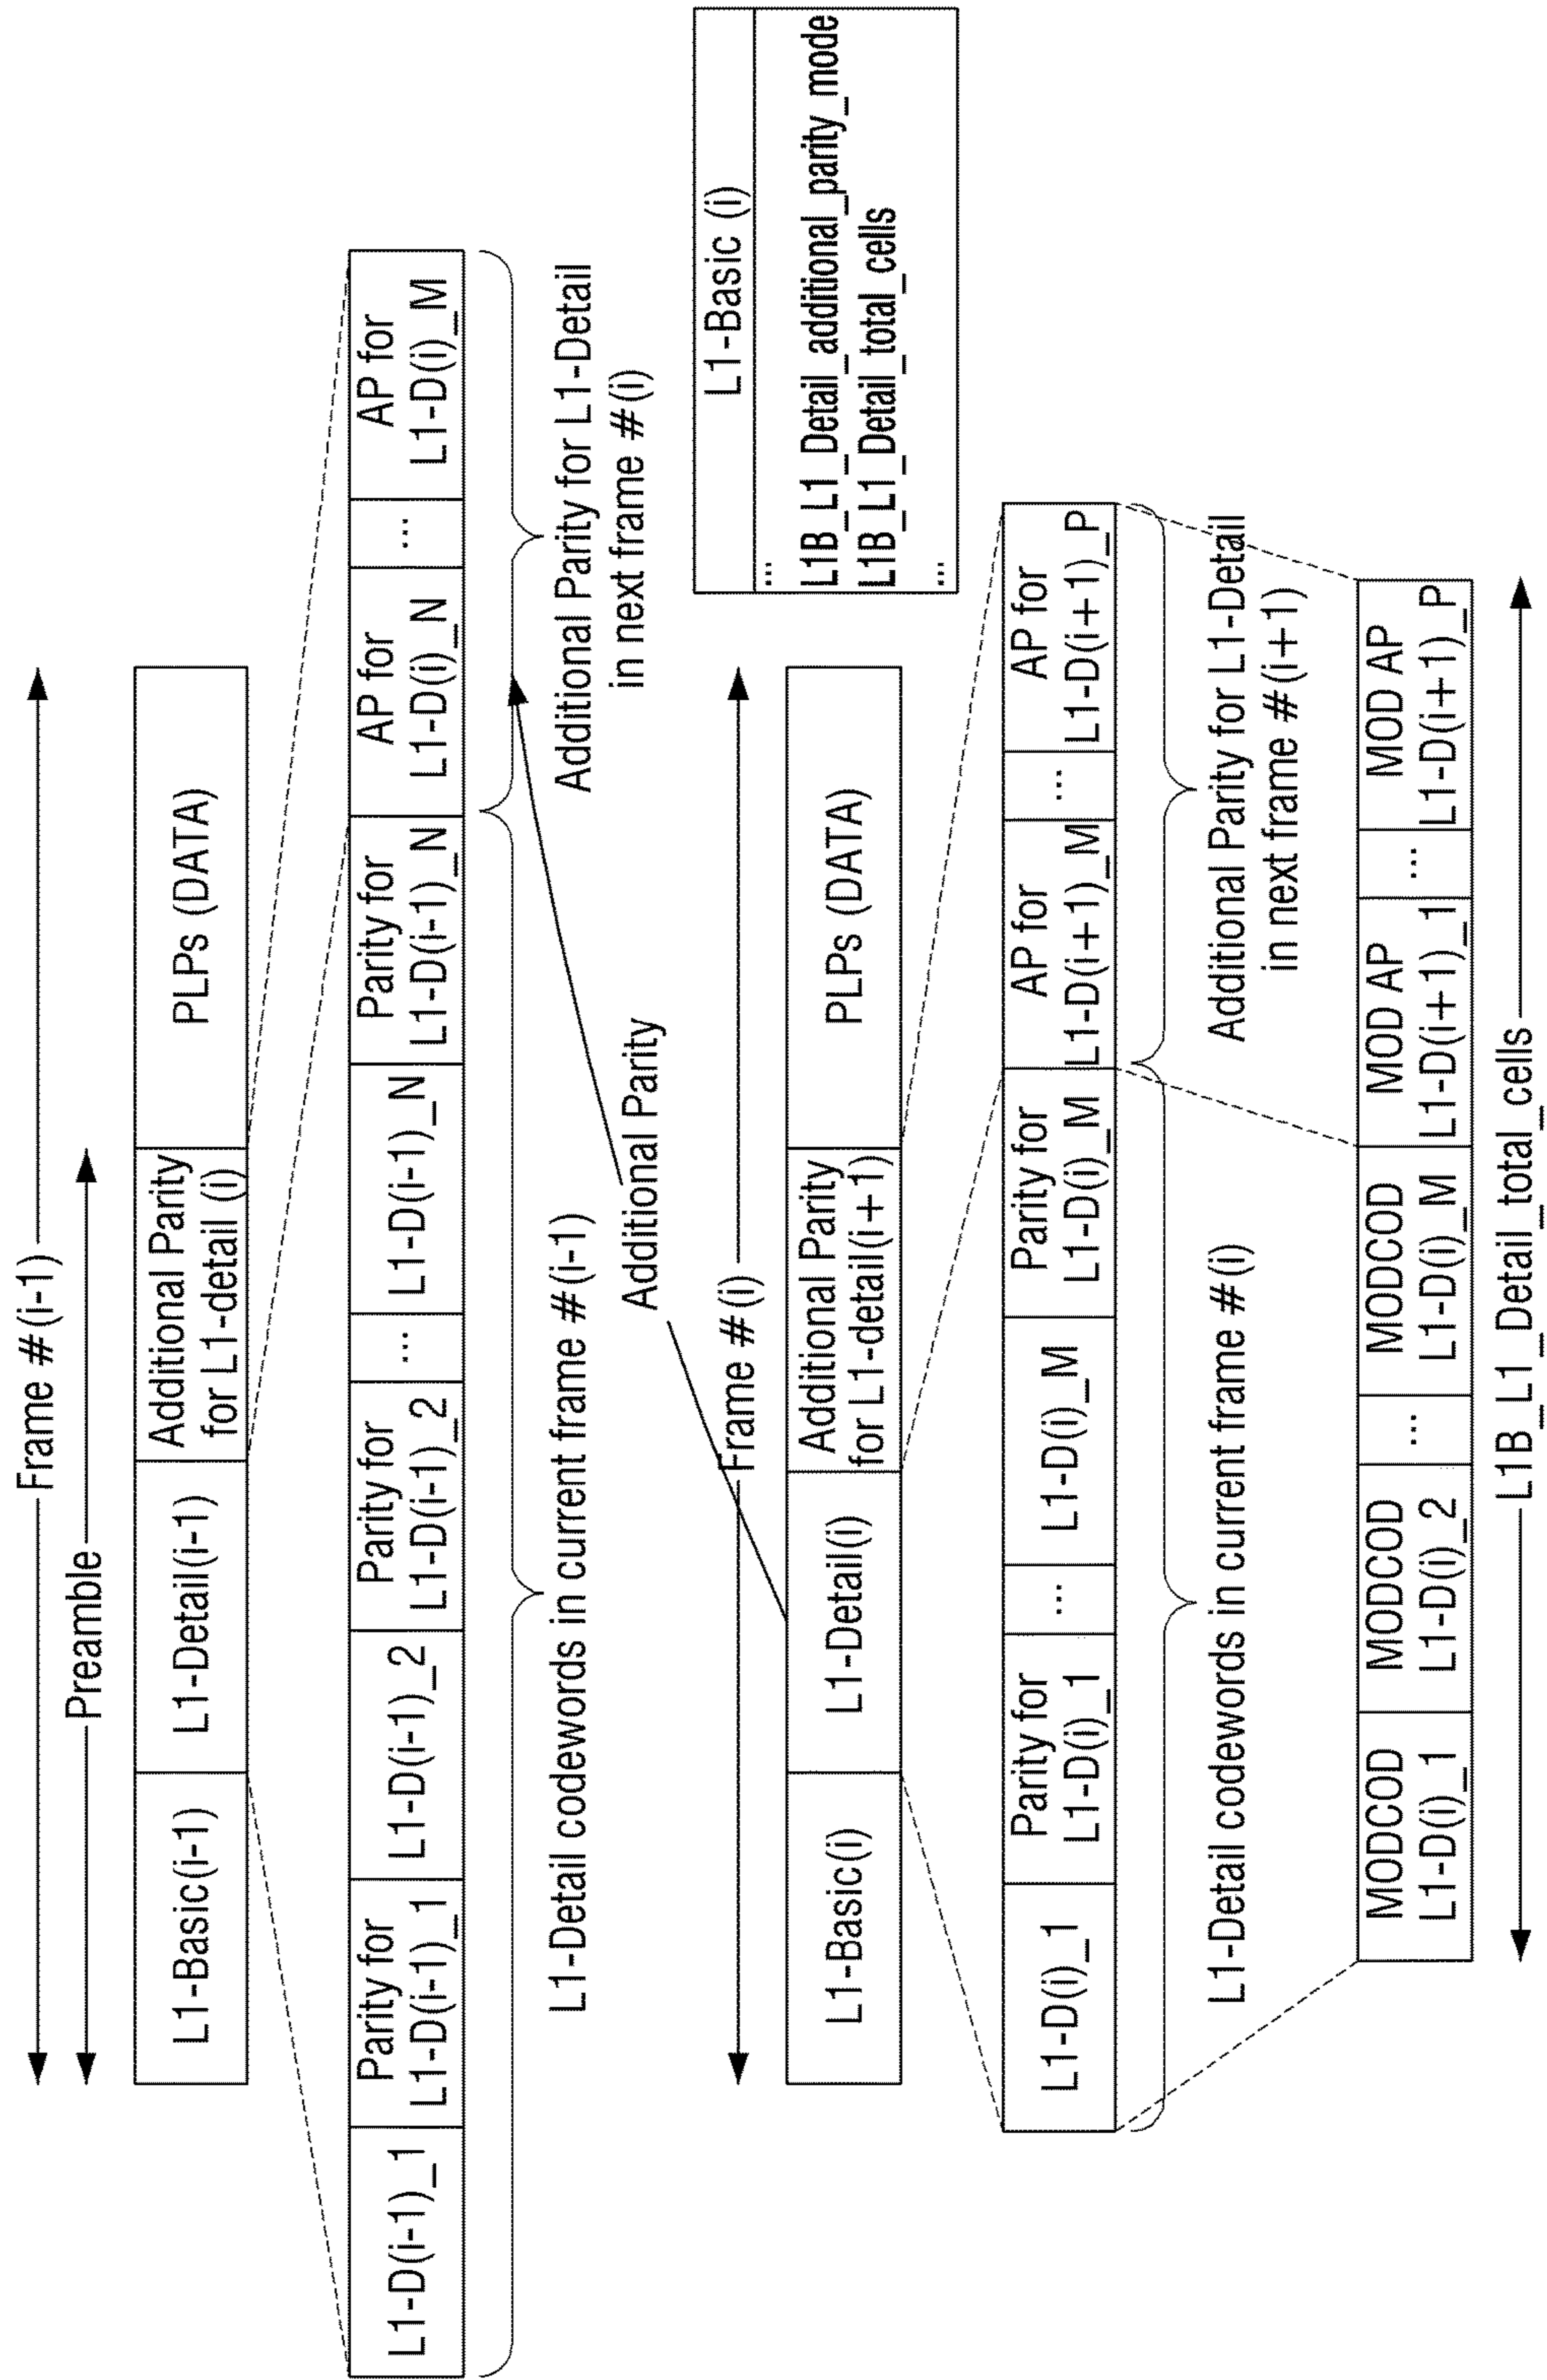 Frame #(i-1)
Preamble
L1-Basic(i-1)
L1-Detail(i-1)
Additional Parity
for L1-detail (i)
PLPs (DATA)
L1-D(i-1)_1
Parity for
L1-D(i-1)_1
L1-D(i-1)_2
Parity for
L1-D(i-1)_2
...
L1-D(i-1)_N
Parity for
L1-D(i-1)_N
AP for
L1-D(i)_N
...
AP for
L1-D(i)_M
L1-Detail codewords in current frame #(i-1)
Additional Parity for L1-Detail
in next frame #(i)
Additional Parity
L1-Basic (i)
...
L1B_L1_Detail_additional_parity_mode
L1B_L1_Detail_total_cells
...
Frame #(i)
L1-Basic(i)
L1-Detail(i)
Additional Parity
for L1-detail(i+1)
PLPs (DATA)
L1-D(i)_1
Parity for
L1-D(i)_1
...
L1-D(i)_M
Parity for
L1-D(i)_M
AP for
L1-D(i+1)_M
...
AP for
L1-D(i+1)_P
L1-Detail codewords in current frame #(i)
Additional Parity for L1-Detail
in next frame #(i+1)
MODCOD
L1-D(i)_1
MODCOD
L1-D(i)_2
...
MODCOD
L1-D(i)_M
MOD AP
L1-D(i+1)_1
...
MOD AP
L1-D(i+1)_P
L1B_L1_Detail_total_cells